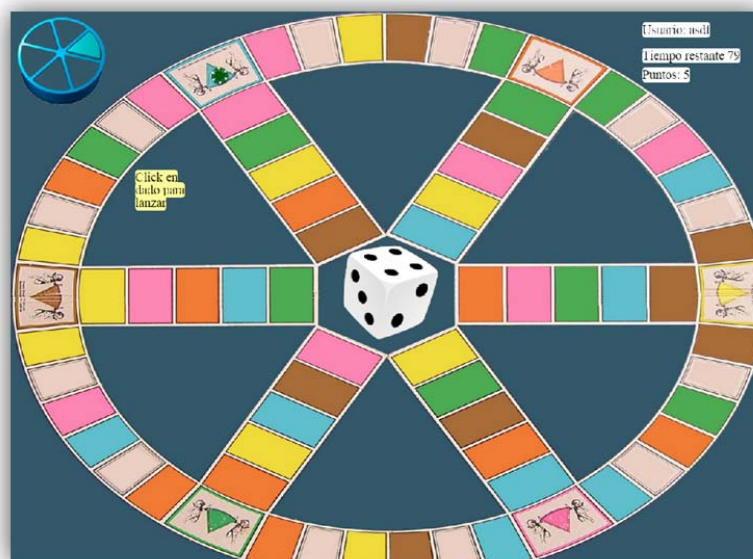 Usuario: asdf
Tiempo restante 79
Puntos: 5
Click en
dado para
lanzar